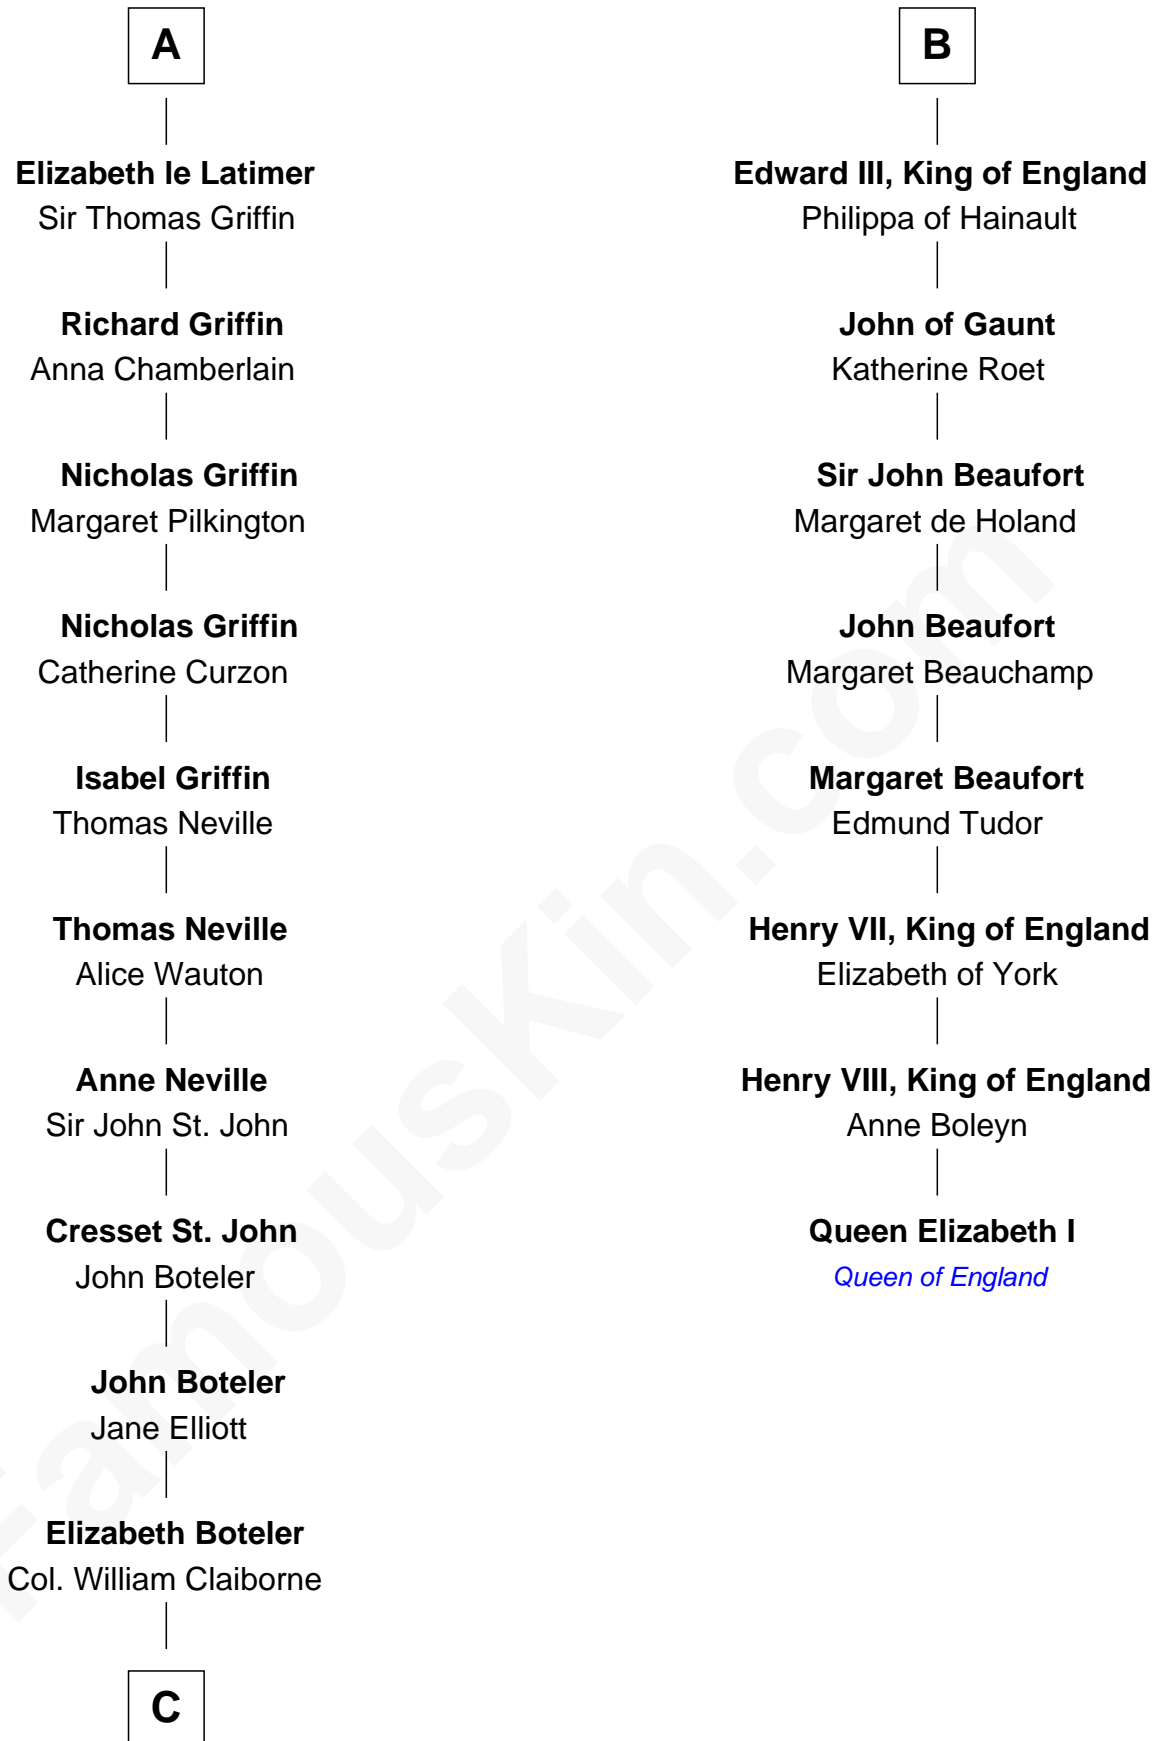 A
Elizabeth le Latimer
Sir Thomas Griffin
Richard Griffin
Anna Chamberlain
Nicholas Griffin
Margaret Pilkington
Nicholas Griffin
Catherine Curzon
Isabel Griffin
Thomas Neville
Thomas Neville
Alice Wauton
Anne Neville
Sir John St. John
Cresset St. John
John Boteler
John Boteler
Jane Elliott
Elizabeth Boteler
Col. William Claiborne
C
B
Edward III, King of England
Philippa of Hainault
John of Gaunt
Katherine Roet
Sir John Beaufort
Margaret de Holand
John Beaufort
Margaret Beauchamp
Margaret Beaufort
Edmund Tudor
Henry VII, King of England
Elizabeth of York
Henry VIII, King of England
Anne Boleyn
Queen Elizabeth I
Queen of England
FamousKin.com